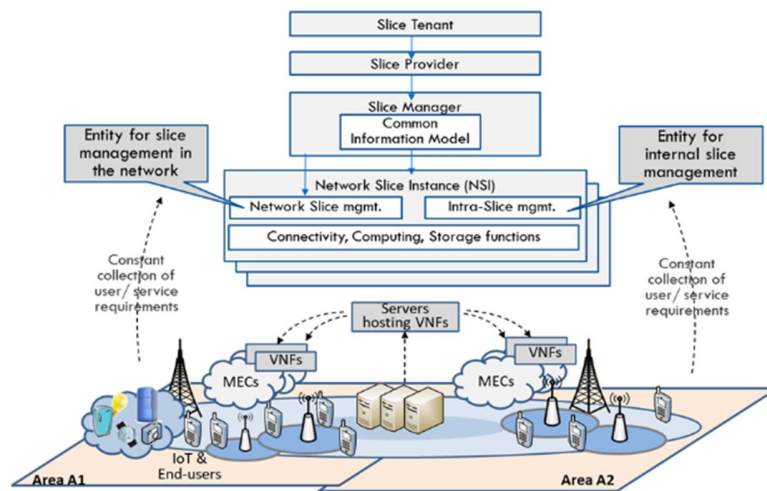 Slice Tenant
Slice Provider
Slice Manager
Common
Information Model
Entity for slice
management in
the network
Entity for
internal slice
management
Network Slice Instance (NSI)
Network Slice mgmt.
Intra-Slice mgmt.
Connectivity, Computing, Storage functions
Constant
collection of
user/ service
requirements
Constant
collection of
user/ service
requirements
Servers
hosting VNFs
VNFs
VNFs
MECs
MECs
IoT &
End-users
Area A1
Area A2